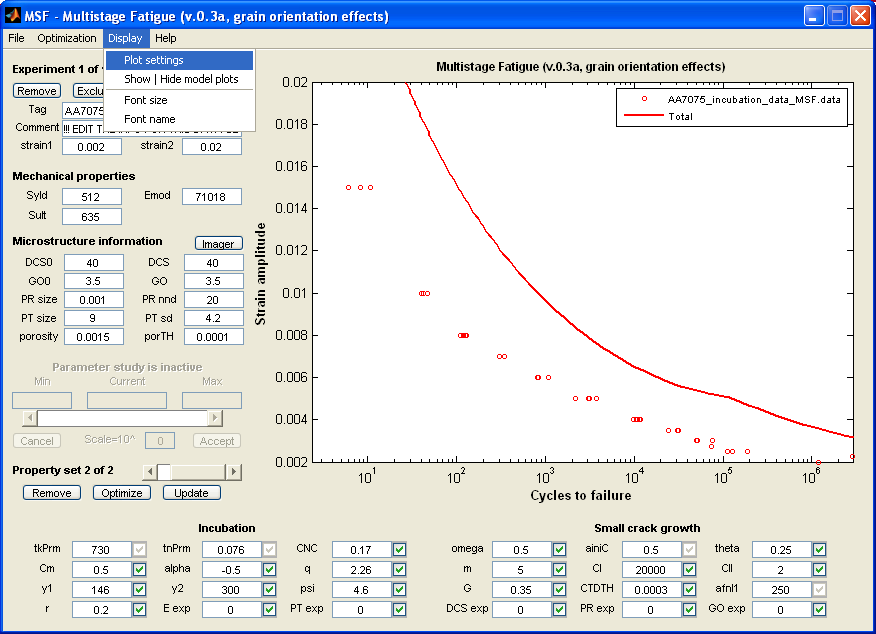 MSF - Multistage Fatigue (v.0.3a, grain orientation effects)
File Optimization Display Help
Plot settings
Show | Hide model plots
Font size
Font name
Experiment 1 of
Remove Exclu
Tag AA7075
Comment
strain1 0.002 strain2 0.02
Mechanical properties
Syld 512 Emod 71018
Sult 635
Microstructure information Imager
DCS0 40 DCS 40
GO0 3.5 GO 3.5
PR size 0.001 PR nnd 20
PT size 9 PT sd 4.2
porosity 0.0015 porTH 0.0001
Parameter study is inactive
Min Current Max
Cancel Scale=10^ 0 Accept
Property set 2 of 2
Remove Optimize Update
Multistage Fatigue (v.0.3a, grain orientation effects)
AA7075_incubation_data_MSF.data
Total
0.02
0.018
0.016
0.014
0.012
0.01
0.008
0.006
0.004
0.002
Strain amplitude
10^1 10^2 10^3 10^4 10^5 10^6
Cycles to failure
Incubation
tkPrm 730 tnPrm 0.076 CNC 0.17
Cm 0.5 alpha -0.5 q 2.26
y1 146 y2 300 psi 4.6
r 0.2 E exp 0 PT exp 0
Small crack growth
omega 0.5 ainiC 0.5 theta 0.25
m 5 CI 20000 CII 2
G 0.35 CTDTH 0.0003 afnl1 250
DCS exp 0 PR exp 0 GO exp 0